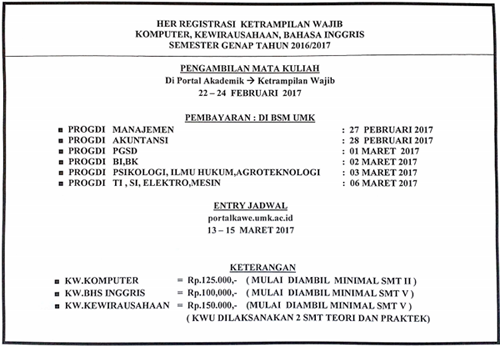 HER REGISTRASI KETRAMPILAN WAJIB
KOMPUTER, KEWIRAUSAHAAN, BAHASA INGGRIS
SEMESTER GENAP TAHUN 2016/2017
PENGAMBILAN MATA KULIAH
Di Portal Akademik → Ketrampilan Wajib
22 – 24 FEBRUARI 2017
PEMBAYARAN : DI BSM UMK
▪ PROGDI MANAJEMEN : 27 PEBRUARI 2017
▪ PROGDI AKUNTANSI : 28 PEBRUARI 2017
▪ PROGDI PGSD : 01 MARET 2017
▪ PROGDI BI,BK : 02 MARET 2017
▪ PROGDI PSIKOLOGI, ILMU HUKUM,AGROTEKNOLOGI : 03 MARET 2017
▪ PROGDI TI , SI, ELEKTRO,MESIN : 06 MARET 2017
ENTRY JADWAL
portalkawe.umk.ac.id
13 – 15 MARET 2017
KETERANGAN
▪ KW.KOMPUTER = Rp.125.000,- ( MULAI DIAMBIL MINIMAL SMT II )
▪ KW.BHS INGGRIS = Rp.100,000,- (MULAI DIAMBIL MINIMAL SMT V )
▪ KW.KEWIRAUSAHAAN = Rp.150.000,- (MULAI DIAMBIL MINIMAL SMT V )
( KWU DILAKSANAKAN 2 SMT TEORI DAN PRAKTEK)